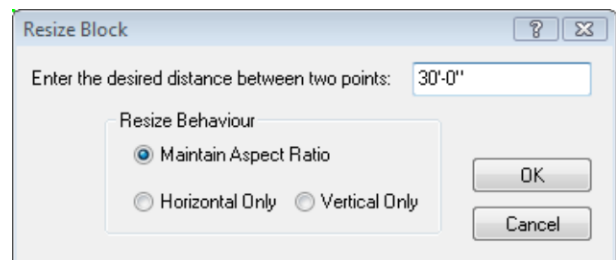 Resize Block
Enter the desired distance between two points: 30'-0"
Resize Behaviour
Maintain Aspect Ratio
Horizontal Only Vertical Only
OK
Cancel